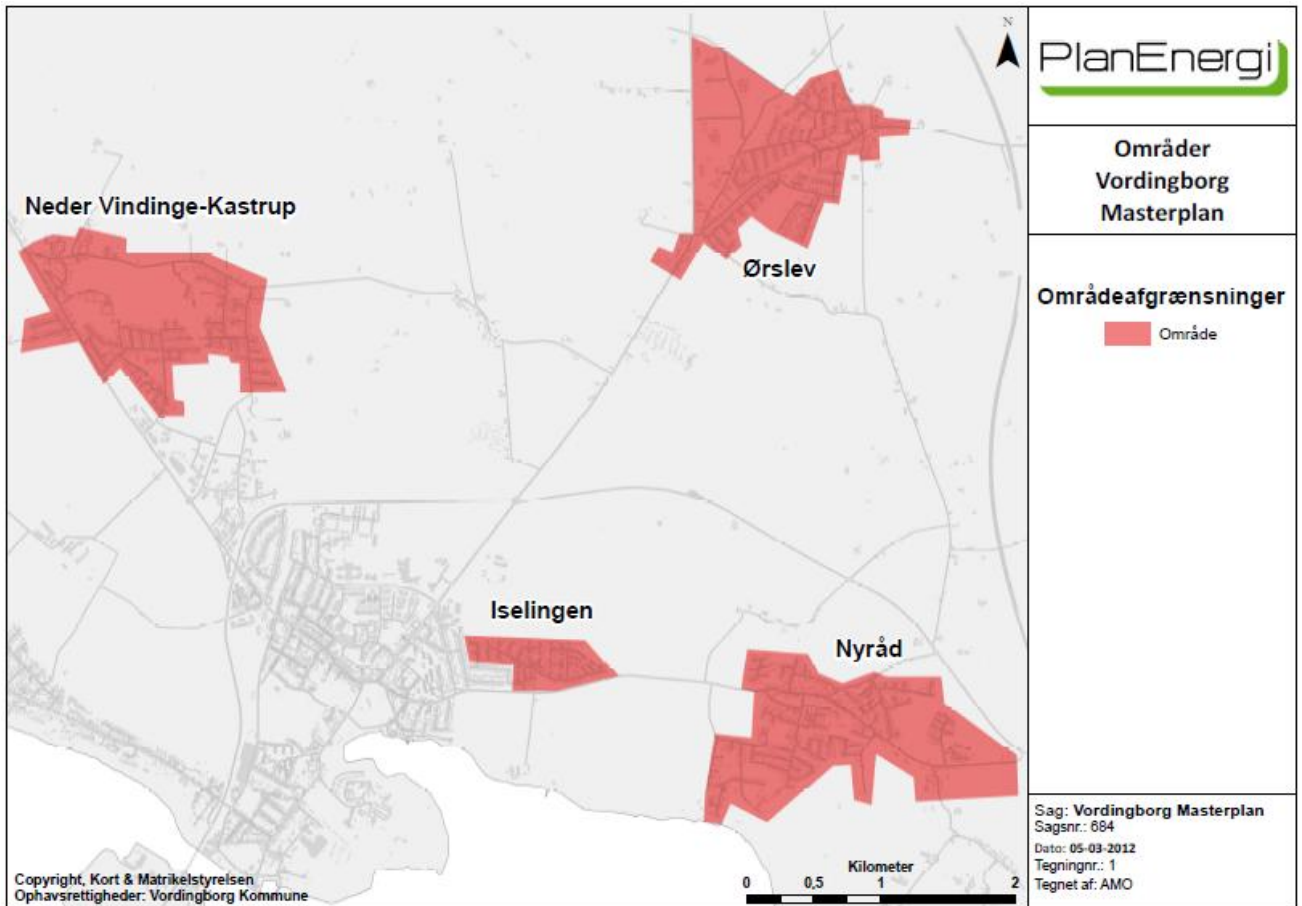 N
Neder Vindinge-Kastrup
Ørslev
Iselingen
Nyråd
Kilometer
0 0,5 1 2
Copyright, Kort & Matrikelstyrelsen
Ophavsrettigheder: Vordingborg Kommune
PlanEnergi
Områder
Vordingborg
Masterplan
Områdeafgrænsninger
Område
Sag: Vordingborg Masterplan
Sagsnr.: 684
Dato: 05-03-2012
Tegningnr.: 1
Tegnet af: AMO